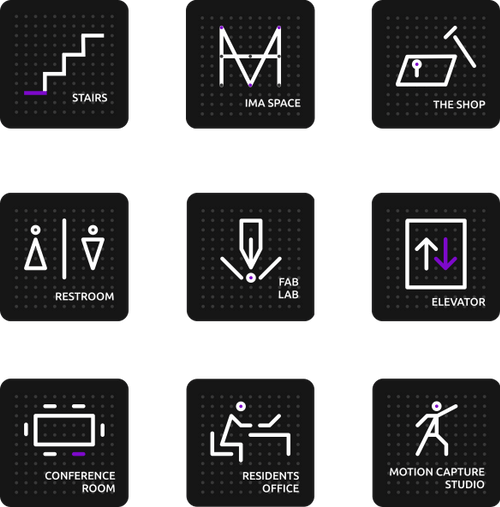 STAIRS
IMA SPACE
THE SHOP
RESTROOM
FAB
LAB
ELEVATOR
CONFERENCE
ROOM
RESIDENTS
OFFICE
MOTION CAPTURE
STUDIO